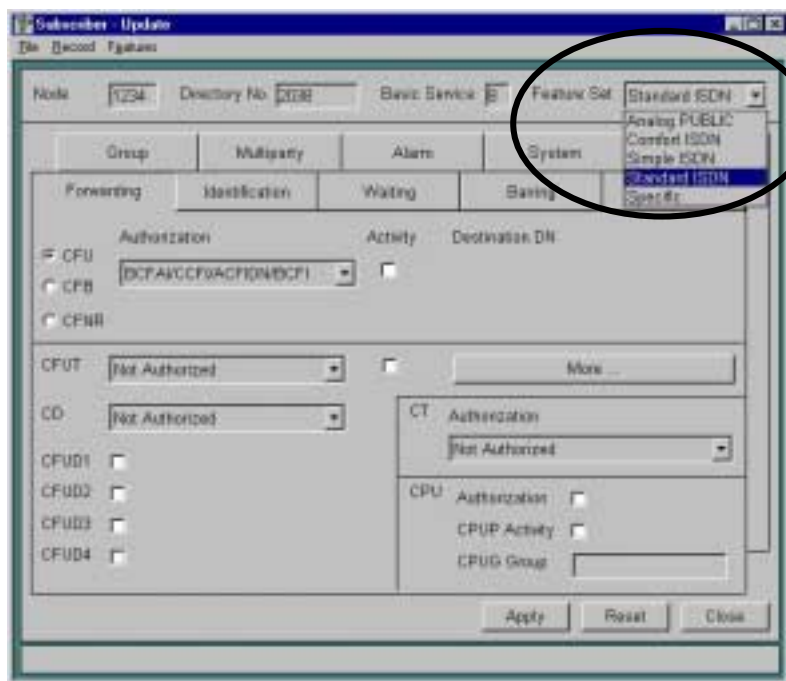 Subscriber - Update
File Record Features
Node 1234 Directory No. 2038 Basic Service B Feature Set Standard ISDN
Analog PUBLIC
Comfort ISDN
Simple ISDN
Standard ISDN
Specific
Group Multiparty Alarm System
Forwarding Identification Waiting Barring
Authorization Activity Destination DN
CFU
CFB
CFNR
CFUT Not Authorized More ...
CD Not Authorized
CT Authorization
Not Authorized
CFUD1
CFUD2
CFUD3
CFUD4
CPU Authorization
CPUP Activity
CPUG Group
Apply Reset Close